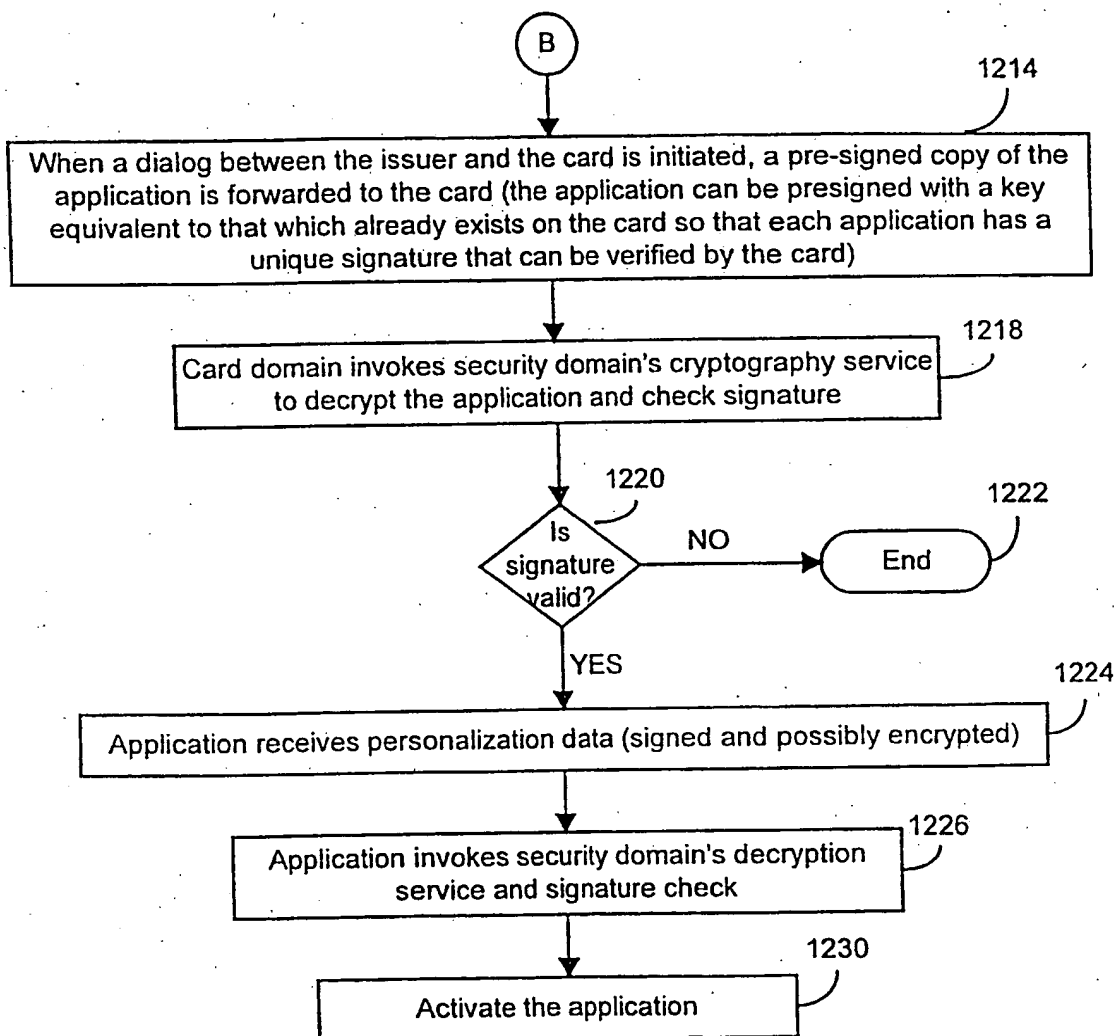 B
1214
When a dialog between the issuer and the card is initiated, a pre-signed copy of the
application is forwarded to the card (the application can be presigned with a key
equivalent to that which already exists on the card so that each application has a
unique signature that can be verified by the card)
1218
Card domain invokes security domain's cryptography service
to decrypt the application and check signature
1220
Is
signature
valid?
NO
1222
End
YES
1224
Application receives personalization data (signed and possibly encrypted)
1226
Application invokes security domain's decryption
service and signature check
1230
Activate the application